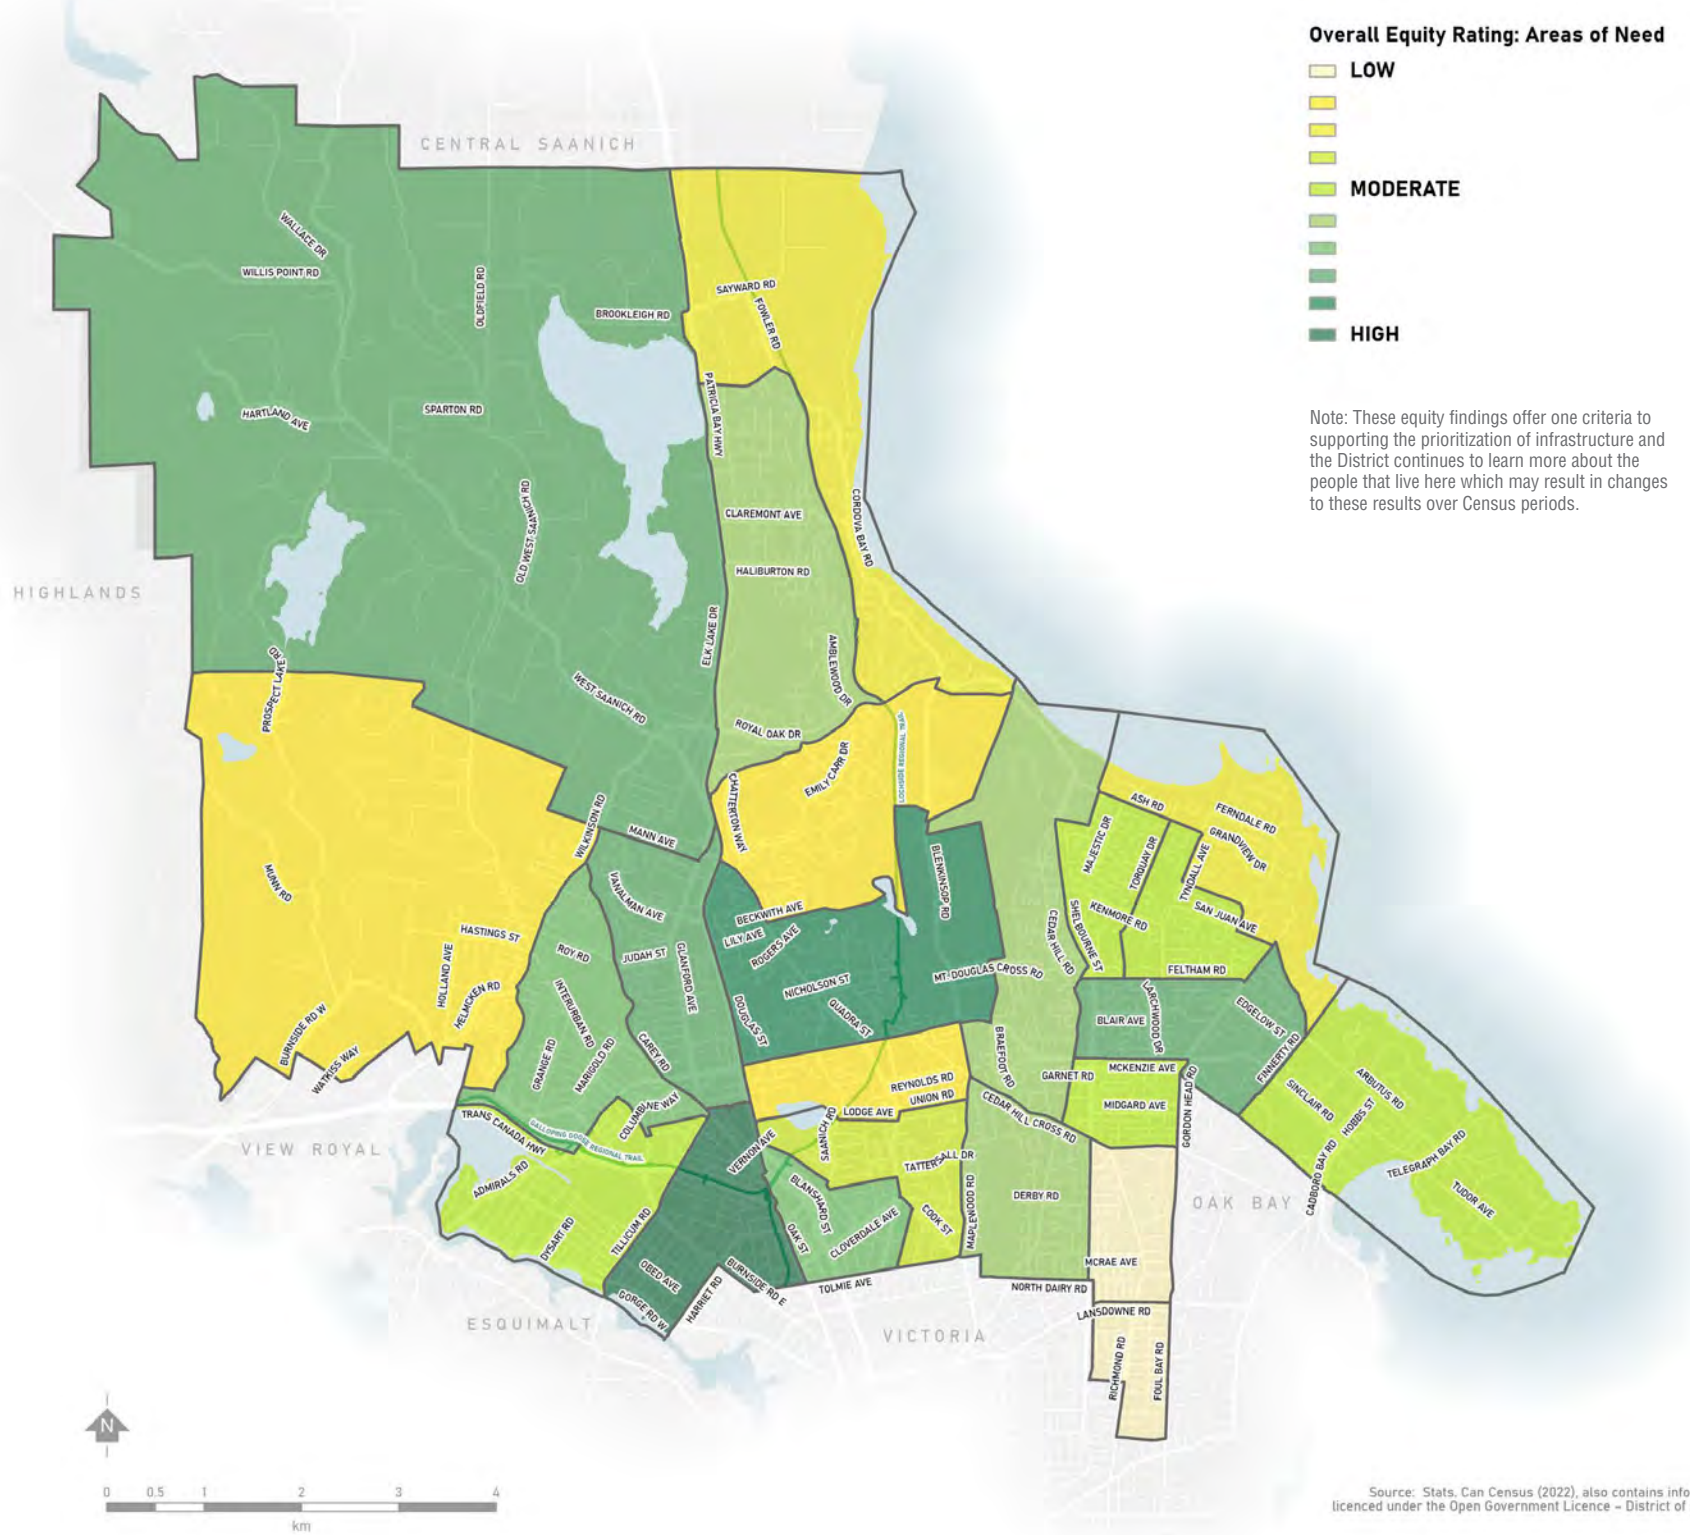 Overall Equity Rating: Areas of Need
LOW
MODERATE
HIGH
Note: These equity findings offer one criteria to
supporting the prioritization of infrastructure and
the District continues to learn more about the
people that live here which may result in changes
to these results over Census periods.
CENTRAL SAANICH
WALLACE DR
WILLIS POINT RD
OLDFIELD RD
BROOKLEIGH RD
SAYWARD RD
FOWLER RD
PATRICIA BAY HWY
HARTLAND AVE
SPARTON RD
OLD WEST SAANICH RD
CLAREMONT AVE
CORDOVA BAY RD
HALIBURTON RD
HIGHLANDS
ELK LAKE DR
AMBLEWOOD DR
PROSPECT LAKE RD
WEST SAANICH RD
ROYAL OAK DR
LOCHSIDE REGIONAL TRAIL
EMILY CARR DR
CHATTERTON WAY
WILKINSON RD
MANN AVE
ASH RD
FERNDALE RD
GRANDVIEW DR
MAJESTIC DR
TORQUAY DR
TYNDALL AVE
BLENKINSOP RD
MUNN RD
VANALMAN AVE
BECKWITH AVE
LILY AVE
ROGERS AVE
KENMORE RD
SAN JUAN AVE
SHELBOURNE ST
CEDAR HILL RD
HASTINGS ST
HOLLAND AVE
HELMCKEN RD
ROY RD
JUDAH ST
GLANFORD AVE
NICHOLSON ST
MT-DOUGLAS CROSS RD
FELTHAM RD
INTERURBAN RD
DOUGLAS ST
QUADRA ST
LARCHWOOD DR
BLAIR AVE
EDGELOW ST
BURNSIDE RD W
WATKISS WAY
GRANGE RD
MARIGOLD RD
CAREY RD
BRAEFOOT RD
GARNET RD
MCKENZIE AVE
FINNERTY RD
REYNOLDS RD
UNION RD
LODGE AVE
MIDGARD AVE
GORDON HEAD RD
SINCLAIR RD
ARBUTUS RD
HOBBS ST
COLUMBINE WAY
TRANS CANADA HWY
GALLOPING GOOSE REGIONAL TRAIL
CEDAR HILL CROSS RD
VIEW ROYAL
VERNON AVE
SAANICH RD
TATTERSALL DR
ADMIRALS RD
BLANSHARD ST
DERBY RD
CADBORO BAY RD
TELEGRAPH BAY RD
TUDOR AVE
OAK BAY
DYSART RD
TILLICUM RD
OAK ST
CLOVERDALE AVE
COOK ST
MAPLEWOOD RD
OBED AVE
GORGE RD W
HARRIET RD
BURNSIDE RD E
TOLMIE AVE
MCRAE AVE
NORTH DAIRY RD
LANSDOWNE RD
ESQUIMALT
VICTORIA
RICHMOND RD
FOUL BAY RD
N
0 0.5 1 2 3 4
km
Source: Stats. Can Census (2022), also contains info
licenced under the Open Government Licence – District of